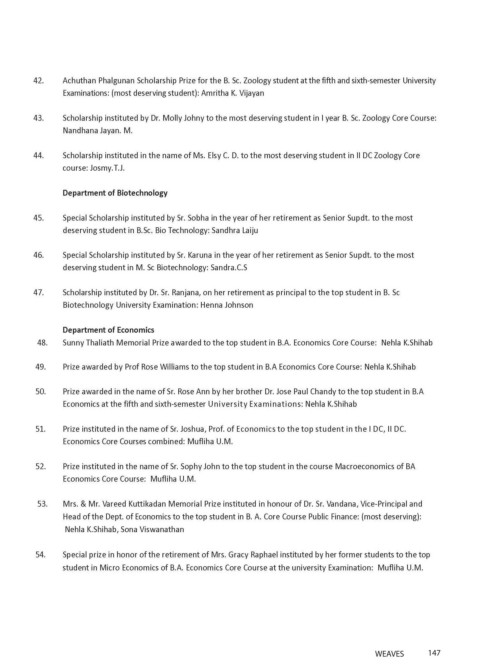 42. Achuthan Phalgunan Scholarship Prize for the B. Sc. Zoology student at the fifth and sixth-semester University
Examinations: (most deserving student): Amritha K. Vijayan
43. Scholarship instituted by Dr. Molly Johny to the most deserving student in I year B. Sc. Zoology Core Course:
Nandhana Jayan. M.
44. Scholarship instituted in the name of Ms. Elsy C. D. to the most deserving student in II DC Zoology Core
course: Josmy.T.J.
Department of Biotechnology
45. Special Scholarship instituted by Sr. Sobha in the year of her retirement as Senior Supdt. to the most
deserving student in B.Sc. Bio Technology: Sandhra Laiju
46. Special Scholarship instituted by Sr. Karuna in the year of her retirement as Senior Supdt. to the most
deserving student in M. Sc Biotechnology: Sandra.C.S
47. Scholarship instituted by Dr. Sr. Ranjana, on her retirement as principal to the top student in B. Sc
Biotechnology University Examination: Henna Johnson
Department of Economics
48. Sunny Thaliath Memorial Prize awarded to the top student in B.A. Economics Core Course: Nehla K.Shihab
49. Prize awarded by Prof Rose Williams to the top student in B.A Economics Core Course: Nehla K.Shihab
50. Prize awarded in the name of Sr. Rose Ann by her brother Dr. Jose Paul Chandy to the top student in B.A
Economics at the fifth and sixth-semester University Examinations: Nehla K.Shihab
51. Prize instituted in the name of Sr. Joshua, Prof. of Economics to the top student in the I DC, II DC.
Economics Core Courses combined: Mufliha U.M.
52. Prize instituted in the name of Sr. Sophy John to the top student in the course Macroeconomics of BA
Economics Core Course: Mufliha U.M.
53. Mrs. & Mr. Vareed Kuttikadan Memorial Prize instituted in honour of Dr. Sr. Vandana, Vice-Principal and
Head of the Dept. of Economics to the top student in B. A. Core Course Public Finance: (most deserving):
Nehla K.Shihab, Sona Viswanathan
54. Special prize in honor of the retirement of Mrs. Gracy Raphael instituted by her former students to the top
student in Micro Economics of B.A. Economics Core Course at the university Examination: Mufliha U.M.
WEAVES 147